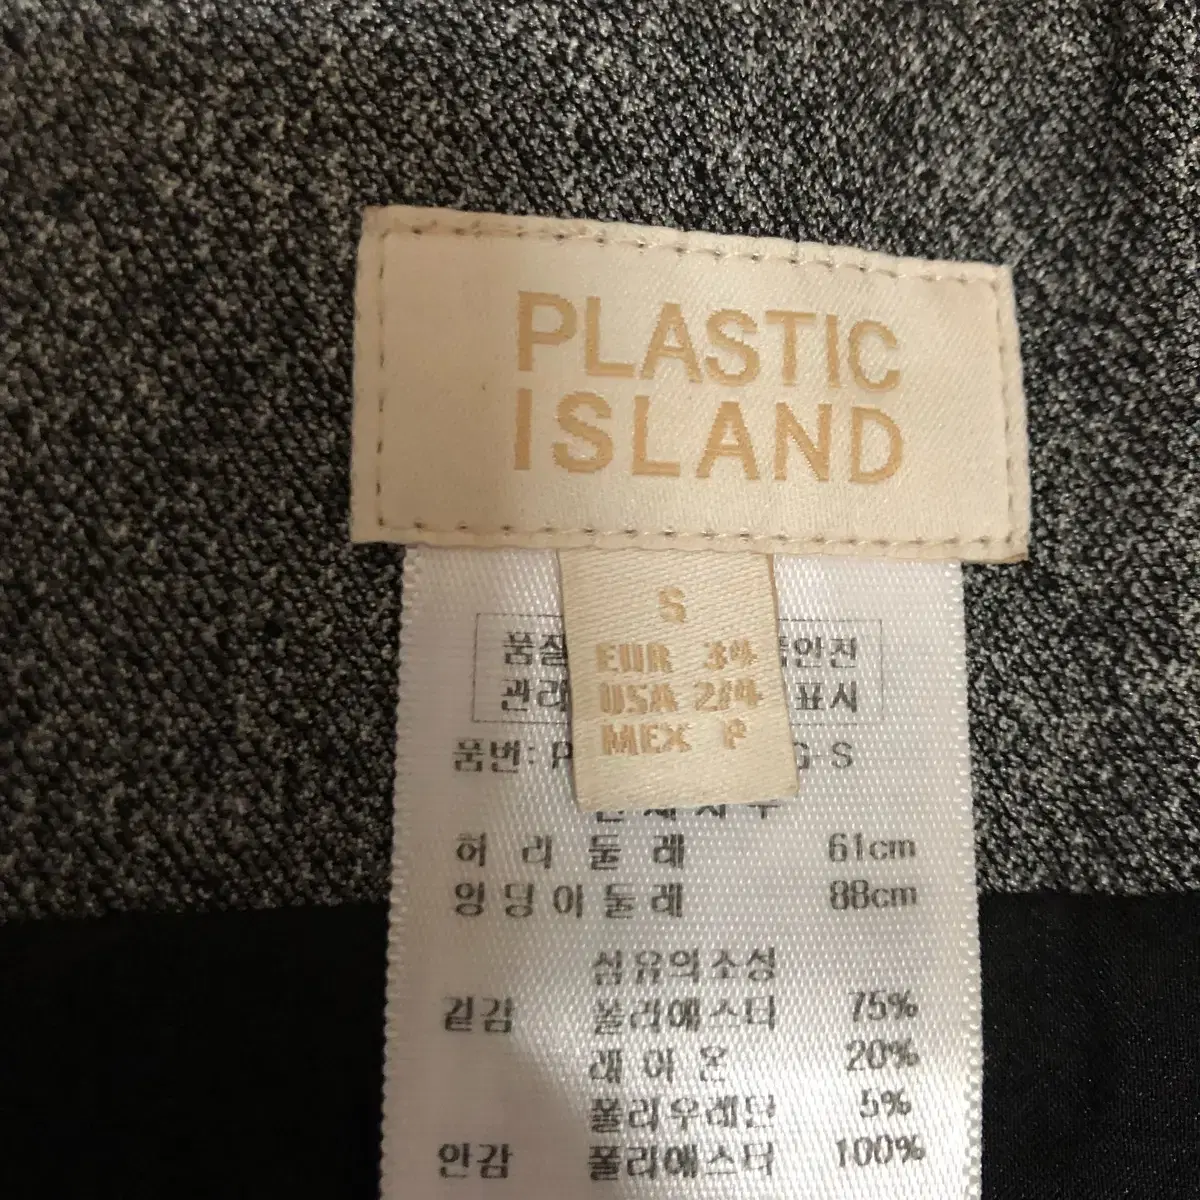 PLASTIC
ISLAND
S
EUR 34
USA 2/4
MEX P
품질
안전
관리
표시
품번: P
G-S
허리둘레 61cm
엉덩이둘레 88cm
섬유의소성
겉감 폴리에스터 75%
레이온 20%
폴리우레탄 5%
안감 폴리에스터 100%